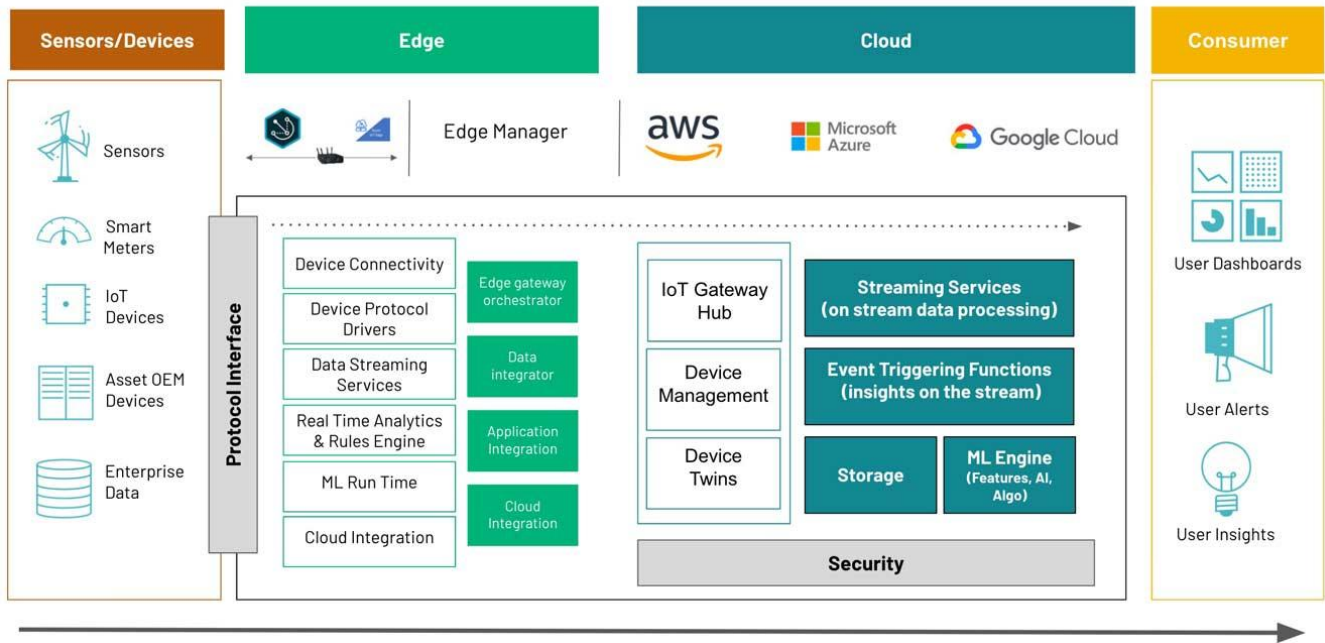 Sensors/Devices
Edge
Cloud
Consumer
Sensors
Smart
Meters
IoT
Devices
Asset OEM
Devices
Enterprise
Data
Edge Manager
aws
Microsoft
Azure
Google Cloud
Protocol Interface
Device Connectivity
Device Protocol
Drivers
Data Streaming
Services
Real Time Analytics
& Rules Engine
ML Run Time
Cloud Integration
Edge gateway
orchestrator
Data
integrator
Application
Integration
Cloud
Integration
IoT Gateway
Hub
Device
Management
Device
Twins
Streaming Services
(on stream data processing)
Event Triggering Functions
(insights on the stream)
Storage
ML Engine
(Features, AI,
Algo)
Security
User Dashboards
User Alerts
User Insights